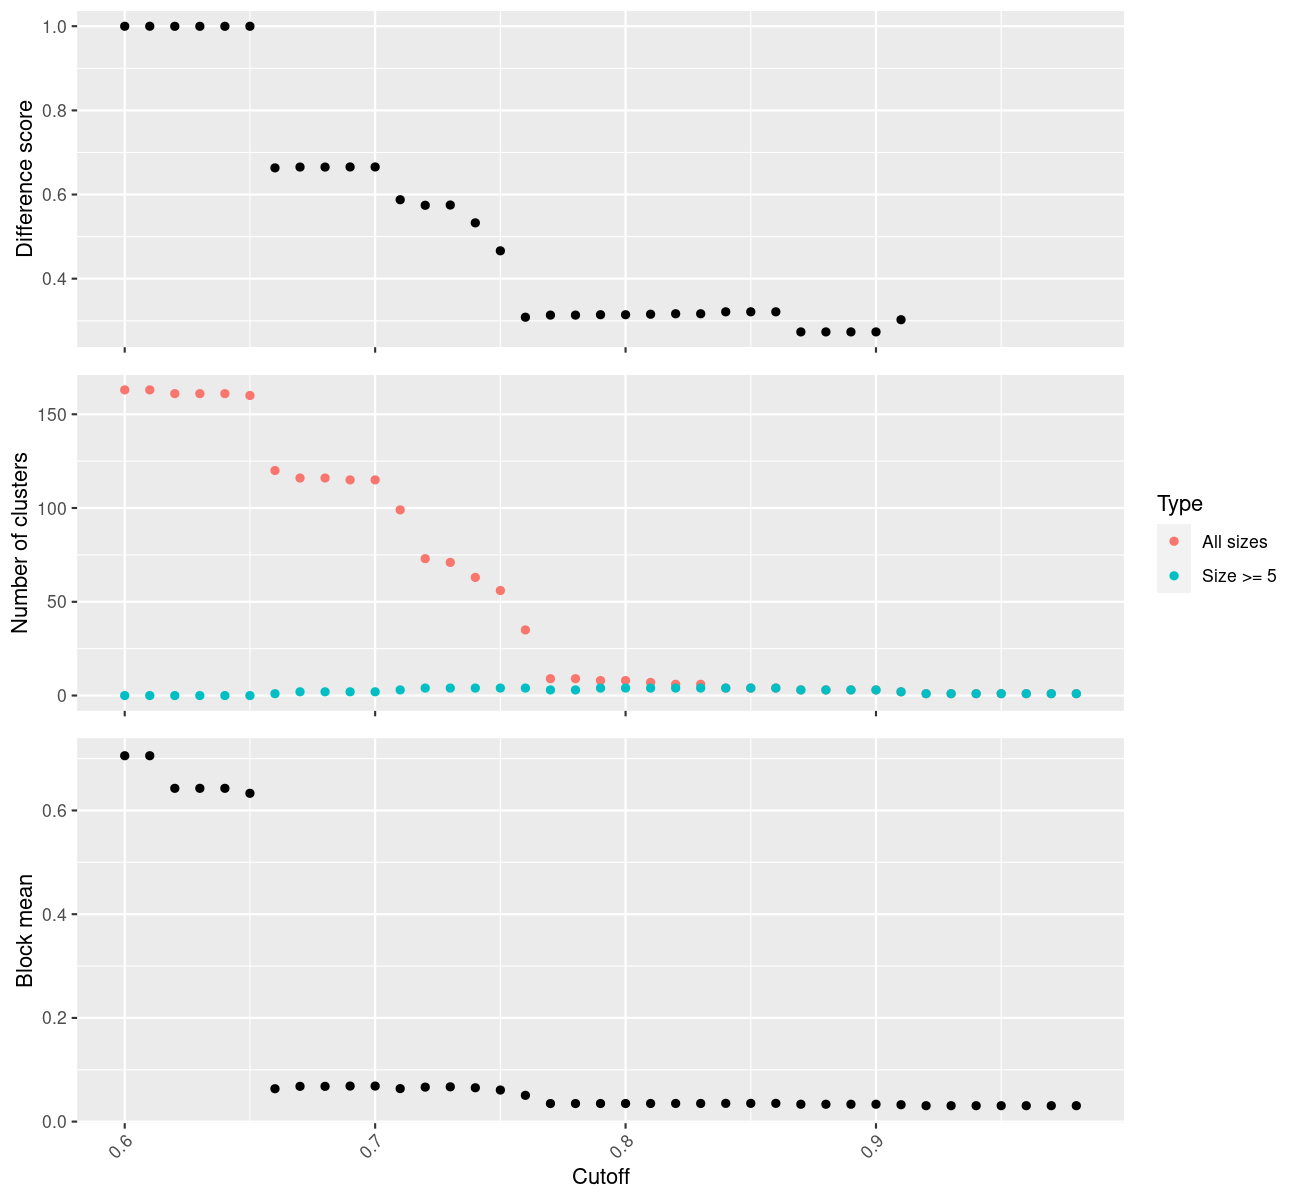 Difference score
1.0
0.8
0.6
0.4
Number of clusters
150
100
50
0
Type
All sizes
Size >= 5
Block mean
0.6
0.4
0.2
0.0
0.6 0.7 0.8 0.9
Cutoff